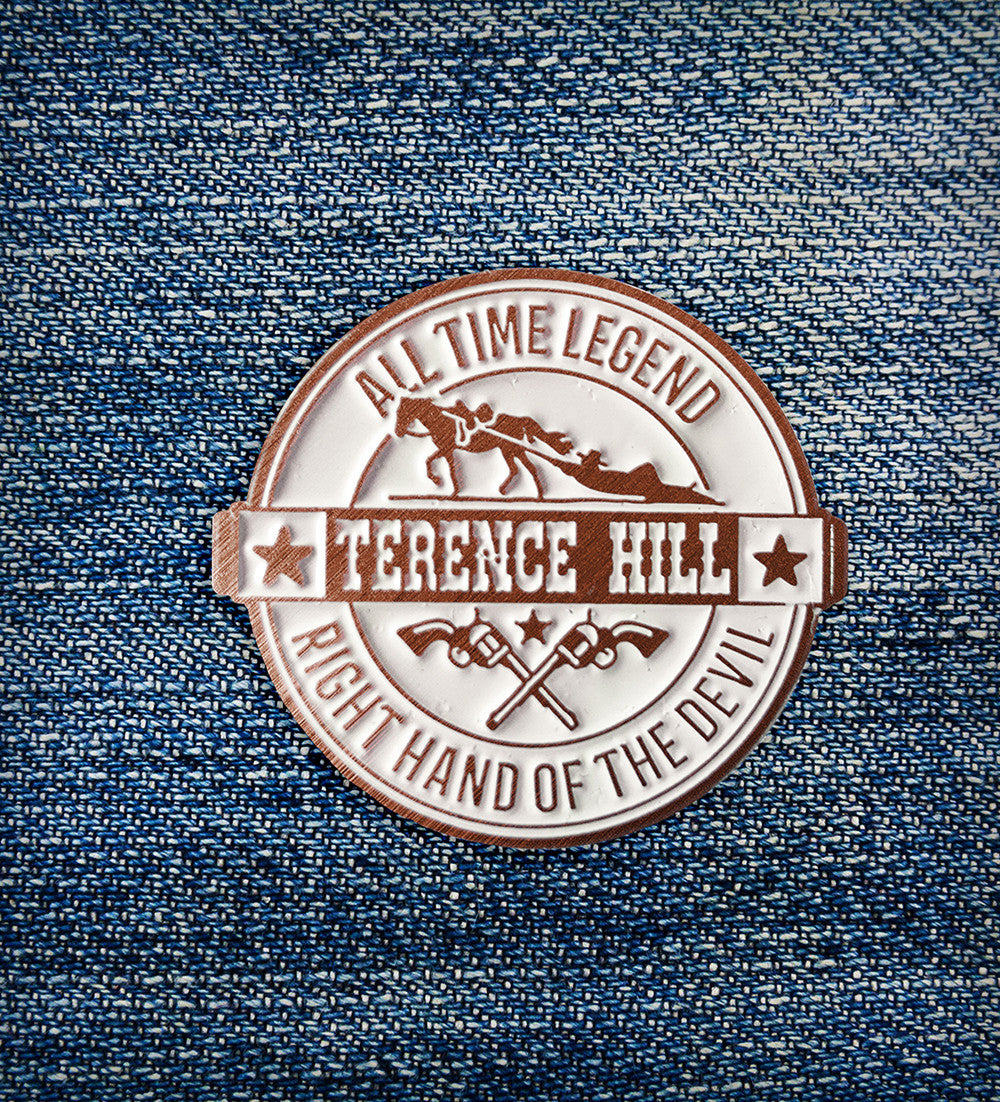 ALL TIME LEGEND
TERENCE HILL
RIGHT HAND OF THE DEVIL